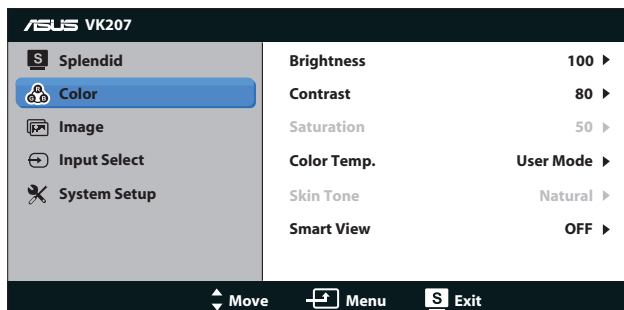 ASUS VK207
S Splendid
R G B Color
Image
Input Select
System Setup
Brightness 100
Contrast 80
Saturation 50
Color Temp. User Mode
Skin Tone Natural
Smart View OFF
Move Menu S Exit